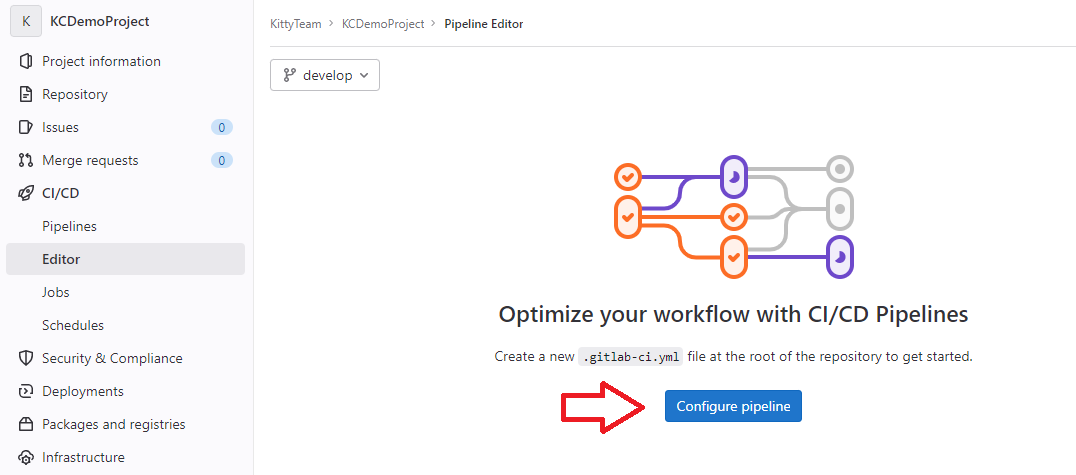 K KCDemoProject
Project information
Repository
Issues 0
Merge requests 0
CI/CD
Pipelines
Editor
Jobs
Schedules
Security & Compliance
Deployments
Packages and registries
Infrastructure
KittyTeam > KCDemoProject > Pipeline Editor
develop
Optimize your workflow with CI/CD Pipelines
Create a new .gitlab-ci.yml file at the root of the repository to get started.
Configure pipeline